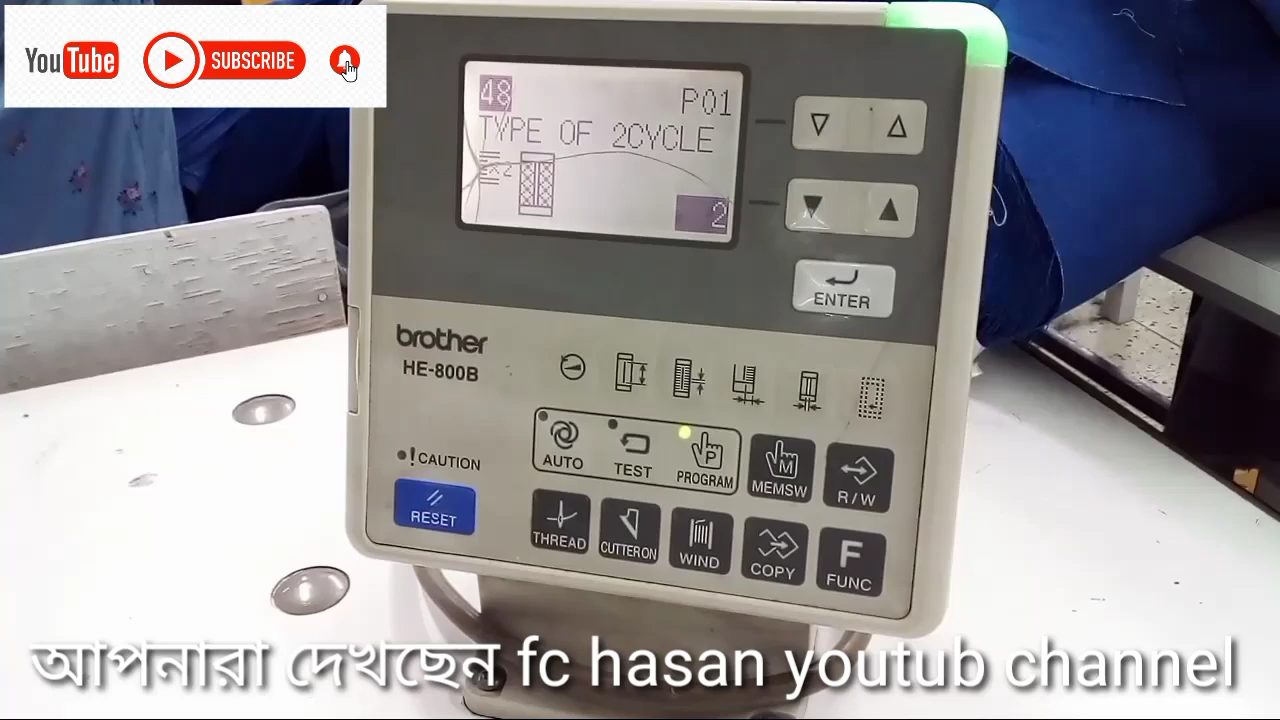 YouTube
SUBSCRIBE
48
P01
TYPE OF 2CYCLE
×2
2
ENTER
brother
HE-800B
!CAUTION
RESET
AUTO
TEST
P
PROGRAM
M
MEMSW
R/W
THREAD
CUTTER ON
WIND
COPY
F
FUNC
আপনারা দেখছেন fc hasan youtub channel